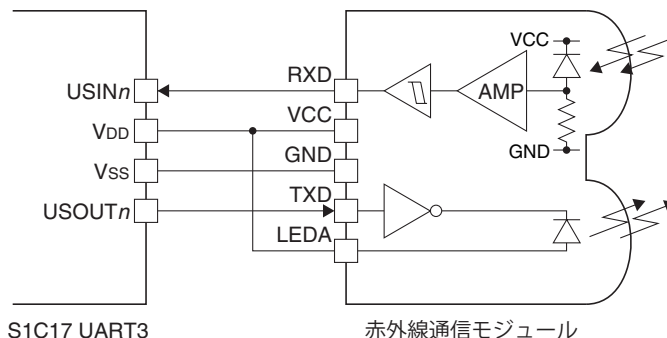 VCC
RXD
USINn
AMP
VCC
VDD
GND
GND
VSS
TXD
USOUTn
LEDA
S1C17 UART3
赤外線通信モジュール